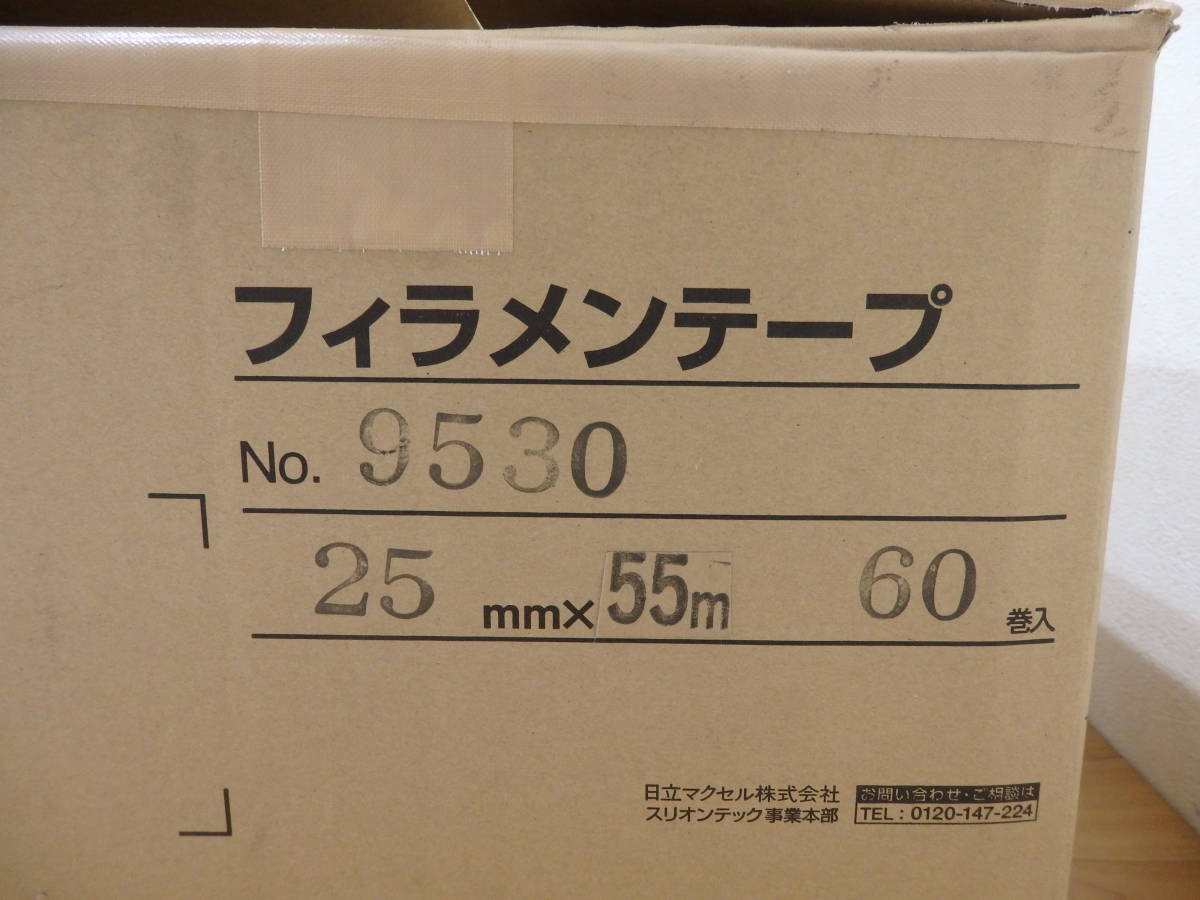 フィラメンテープ
No. 9530
25 mm× 55m 60 巻入
日立マクセル株式会社
スリオンテック事業本部
お問い合わせ・ご相談は
TEL：0120-147-224